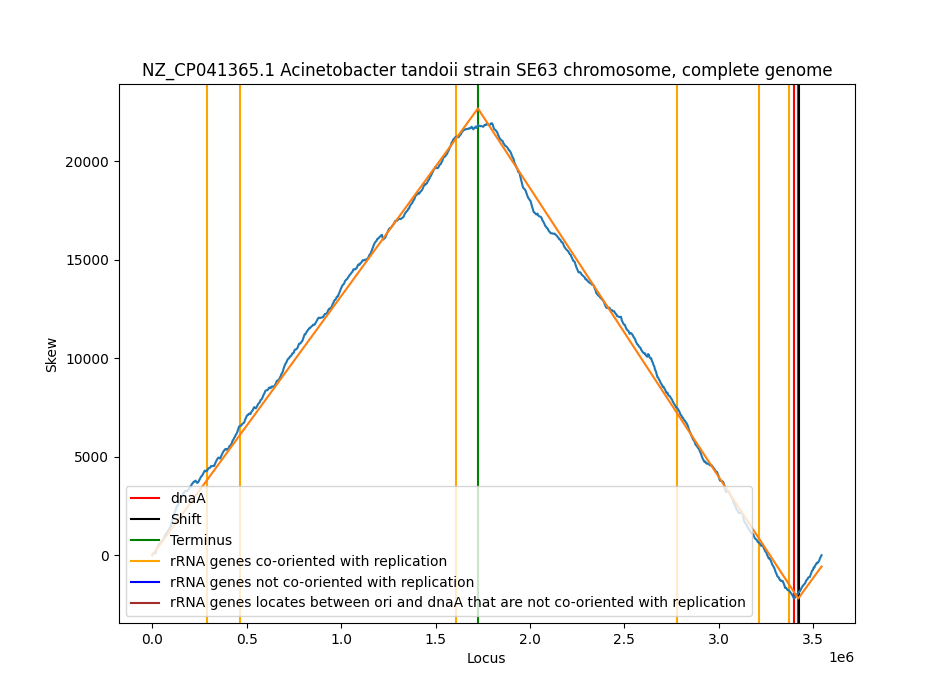 NZ_CP041365.1 Acinetobacter tandoii strain SE63 chromosome, complete genome
20000
15000
10000
5000
0
Skew
dnaA
Shift
Terminus
rRNA genes co-oriented with replication
rRNA genes not co-oriented with replication
rRNA genes locates between ori and dnaA that are not co-oriented with replication
0.0 0.5 1.0 1.5 2.0 2.5 3.0 3.5
1e6
Locus